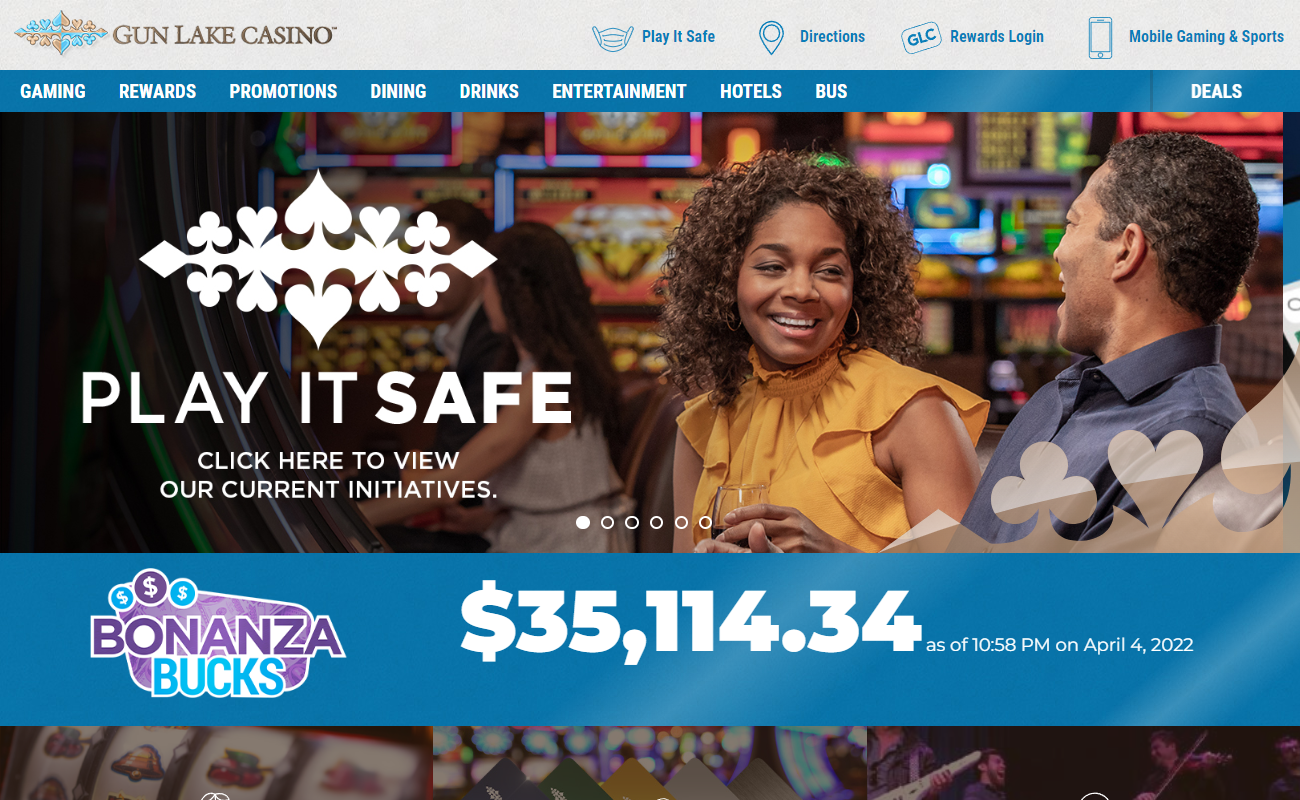 GUN LAKE CASINO™
Play It Safe
Directions
GLC
Rewards Login
Mobile Gaming & Sports
GAMING
REWARDS
PROMOTIONS
DINING
DRINKS
ENTERTAINMENT
HOTELS
BUS
DEALS
PLAY IT SAFE
CLICK HERE TO VIEW
OUR CURRENT INITIATIVES.
$ $ $
BONANZA
BUCKS
$35,114.34 as of 10:58 PM on April 4, 2022